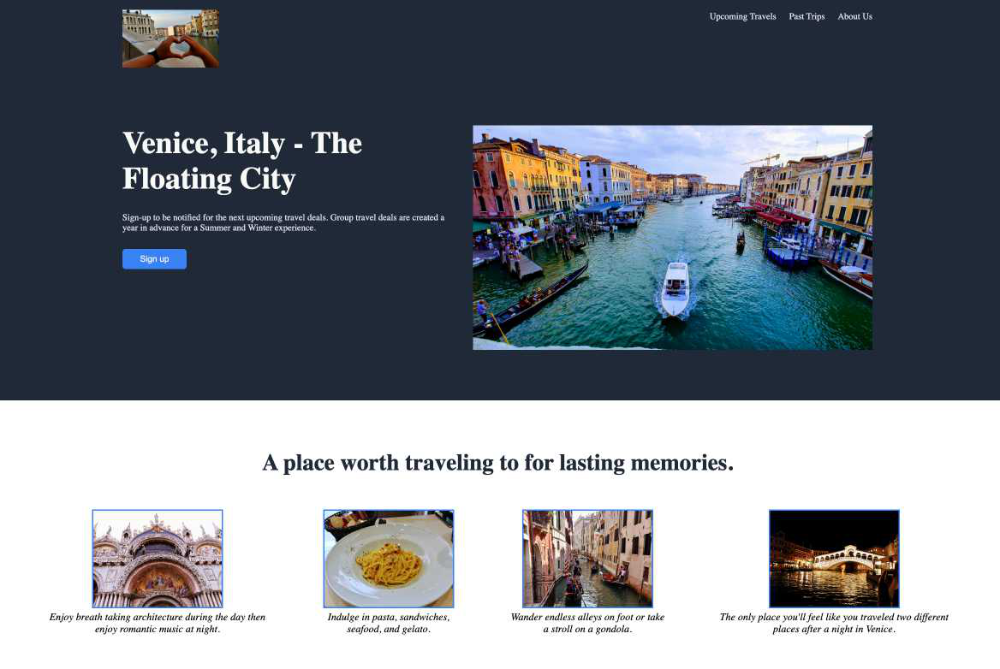 Upcoming Travels Past Trips About Us
Venice, Italy - The
Floating City
Sign-up to be notified for the next upcoming travel deals. Group travel deals are created a
year in advance for a Summer and Winter experience.
Sign up
A place worth traveling to for lasting memories.
Enjoy breath taking architecture during the day then
enjoy romantic music at night.
Indulge in pasta, sandwiches,
seafood, and gelato.
Wander endless alleys on foot or take
a stroll on a gondola.
The only place you'll feel like you traveled two different
places after a night in Venice.